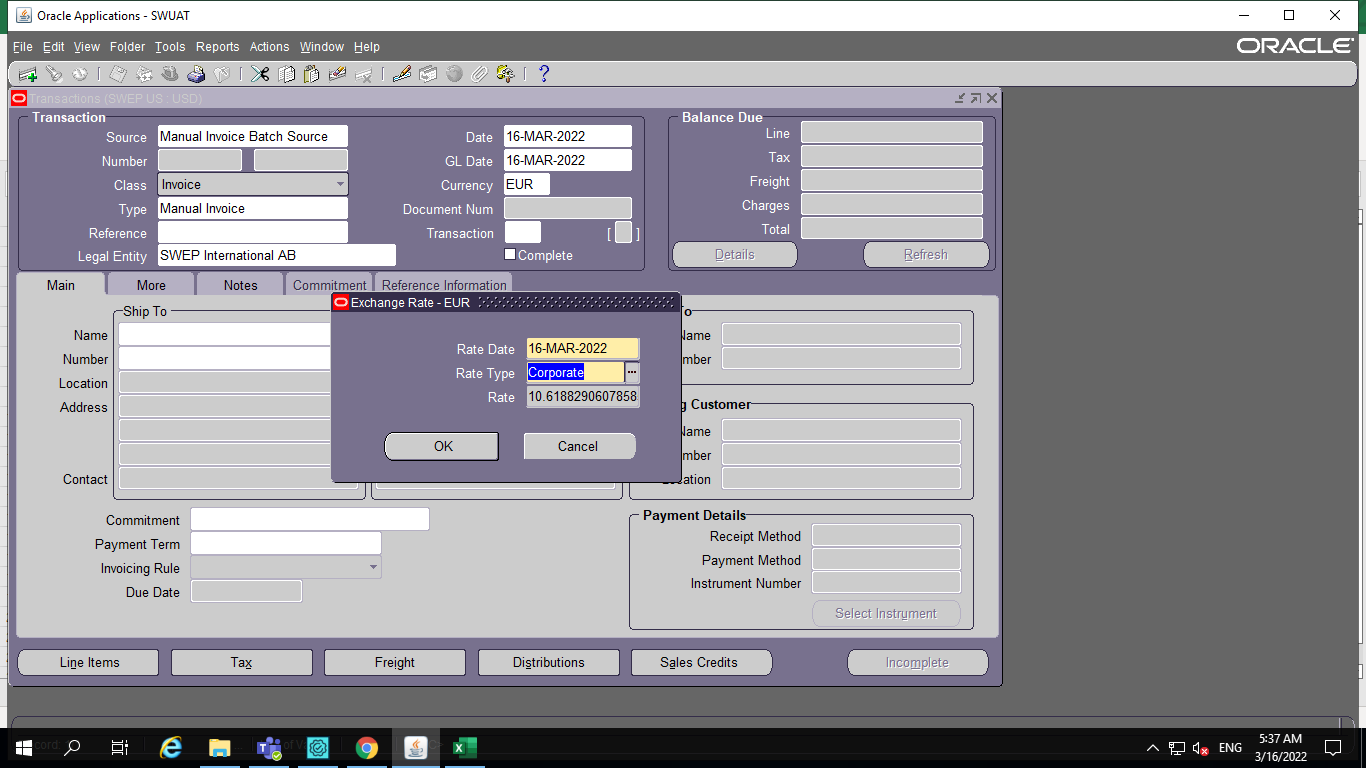 Oracle Applications - SWUAT
File Edit View Folder Tools Reports Actions Window Help
ORACLE
Transactions (SWEP US : USD)
Transaction
Source Manual Invoice Batch Source
Number
Class Invoice
Type Manual Invoice
Reference
Legal Entity SWEP International AB
Date 16-MAR-2022
GL Date 16-MAR-2022
Currency EUR
Document Num
Transaction [ ]
Complete
Balance Due
Line
Tax
Freight
Charges
Total
Details Refresh
Main More Notes Commitment Reference Information
Ship To
Name
Number
Location
Address
Contact
Exchange Rate - EUR
Rate Date 16-MAR-2022
Rate Type Corporate ...
Rate 10.6188290607858
OK Cancel
Name
Customer
Name
Commitment
Payment Term
Invoicing Rule
Due Date
Payment Details
Receipt Method
Payment Method
Instrument Number
Select Instrument
Line Items Tax Freight Distributions Sales Credits Incomplete
ENG
5:37 AM
3/16/2022